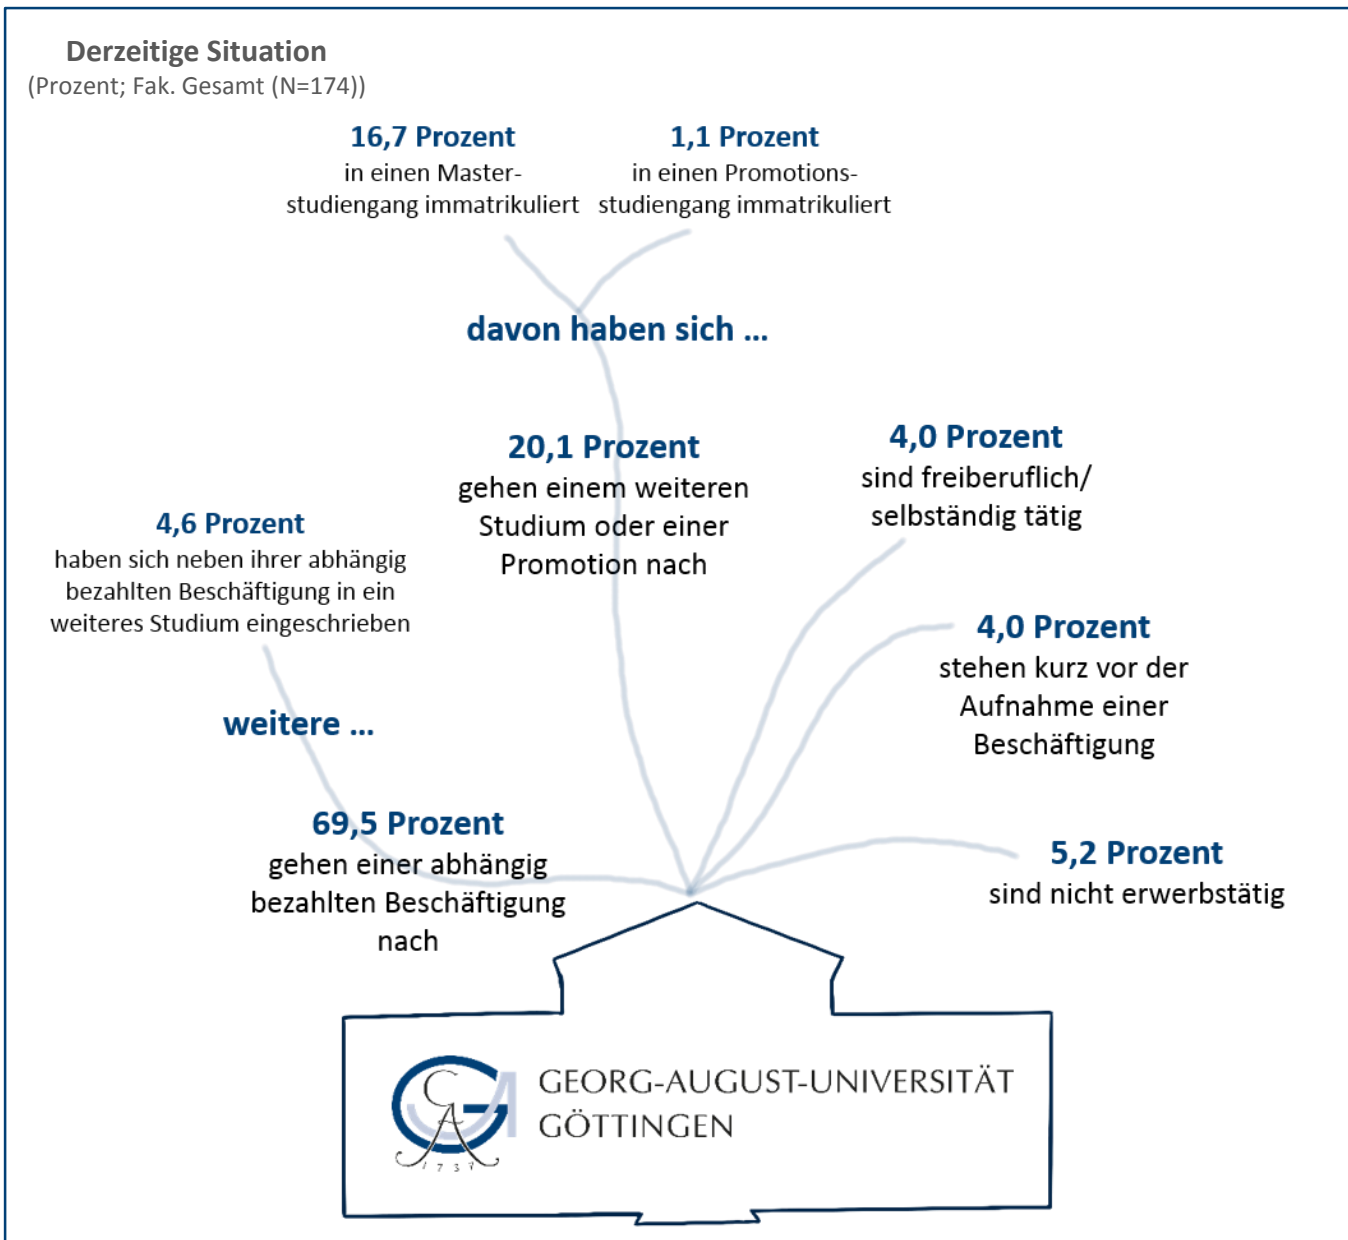 Derzeitige Situation
(Prozent; Fak. Gesamt (N=174))
16,7 Prozent
in einen Master-
studiengang immatrikuliert
1,1 Prozent
in einen Promotions-
studiengang immatrikuliert
davon haben sich ...
20,1 Prozent
gehen einem weiteren
Studium oder einer
Promotion nach
4,0 Prozent
sind freiberuflich/
selbständig tätig
4,6 Prozent
haben sich neben ihrer abhängig
bezahlten Beschäftigung in ein
weiteres Studium eingeschrieben
4,0 Prozent
stehen kurz vor der
Aufnahme einer
Beschäftigung
weitere ...
69,5 Prozent
gehen einer abhängig
bezahlten Beschäftigung
nach
5,2 Prozent
sind nicht erwerbstätig
GEORG-AUGUST-UNIVERSITÄT
GÖTTINGEN
1737